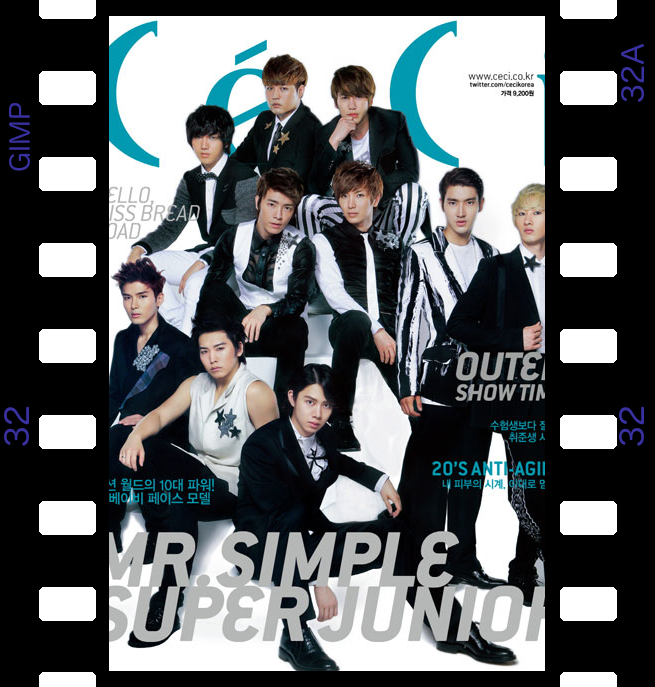 CéCi
www.ceci.co.kr
twitter.com/cecikorea
가격 9,200원
32A
GIMP
ELLO,
ISS BREAD
OAD
OUTE
SHOW TIM
수험생보다
취준생
20'S ANTI-AGI
내 피부의 시계,
션 월드의 10대 파워!
베이비 페이스 모델
32
32
MR.SIMPLE
SUPER JUNIOR